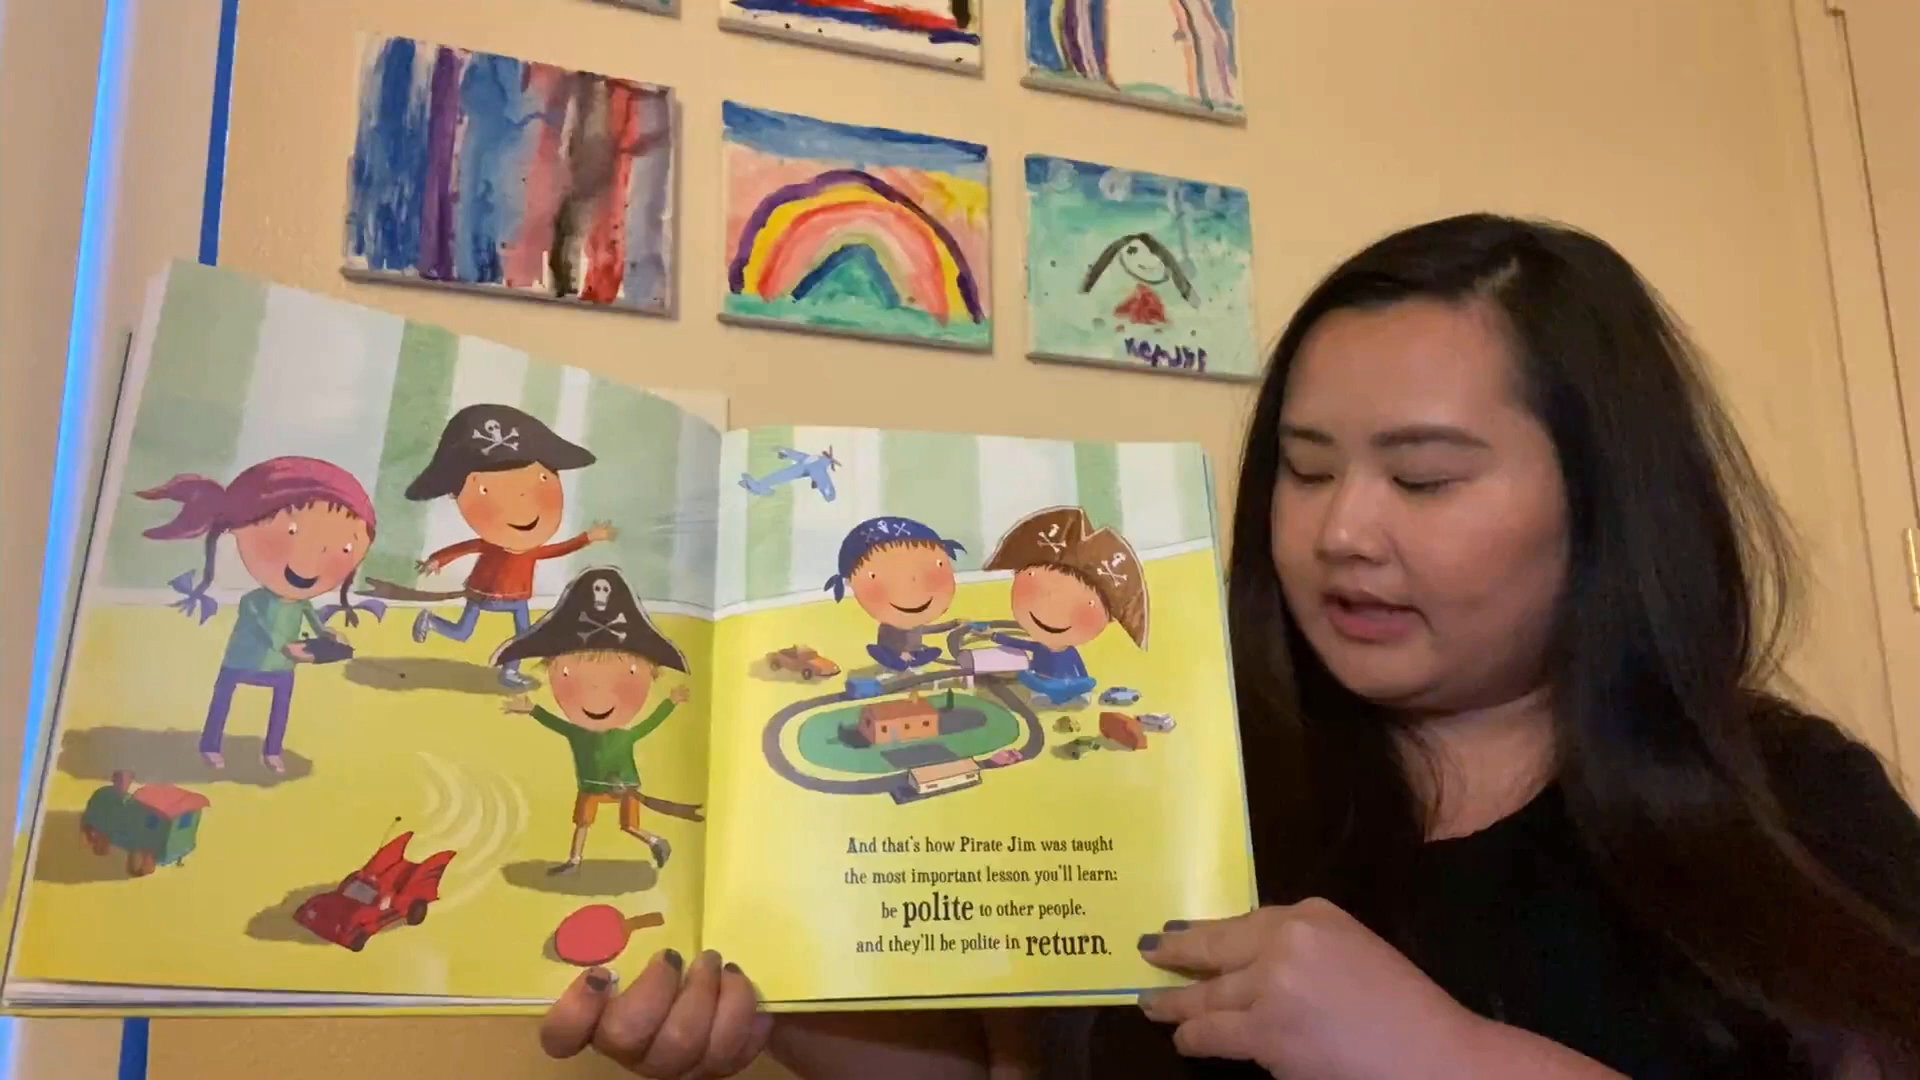 And that's how Pirate Jim was taught
the most important lesson you'll learn:
be polite to other people,
and they'll be polite in return.